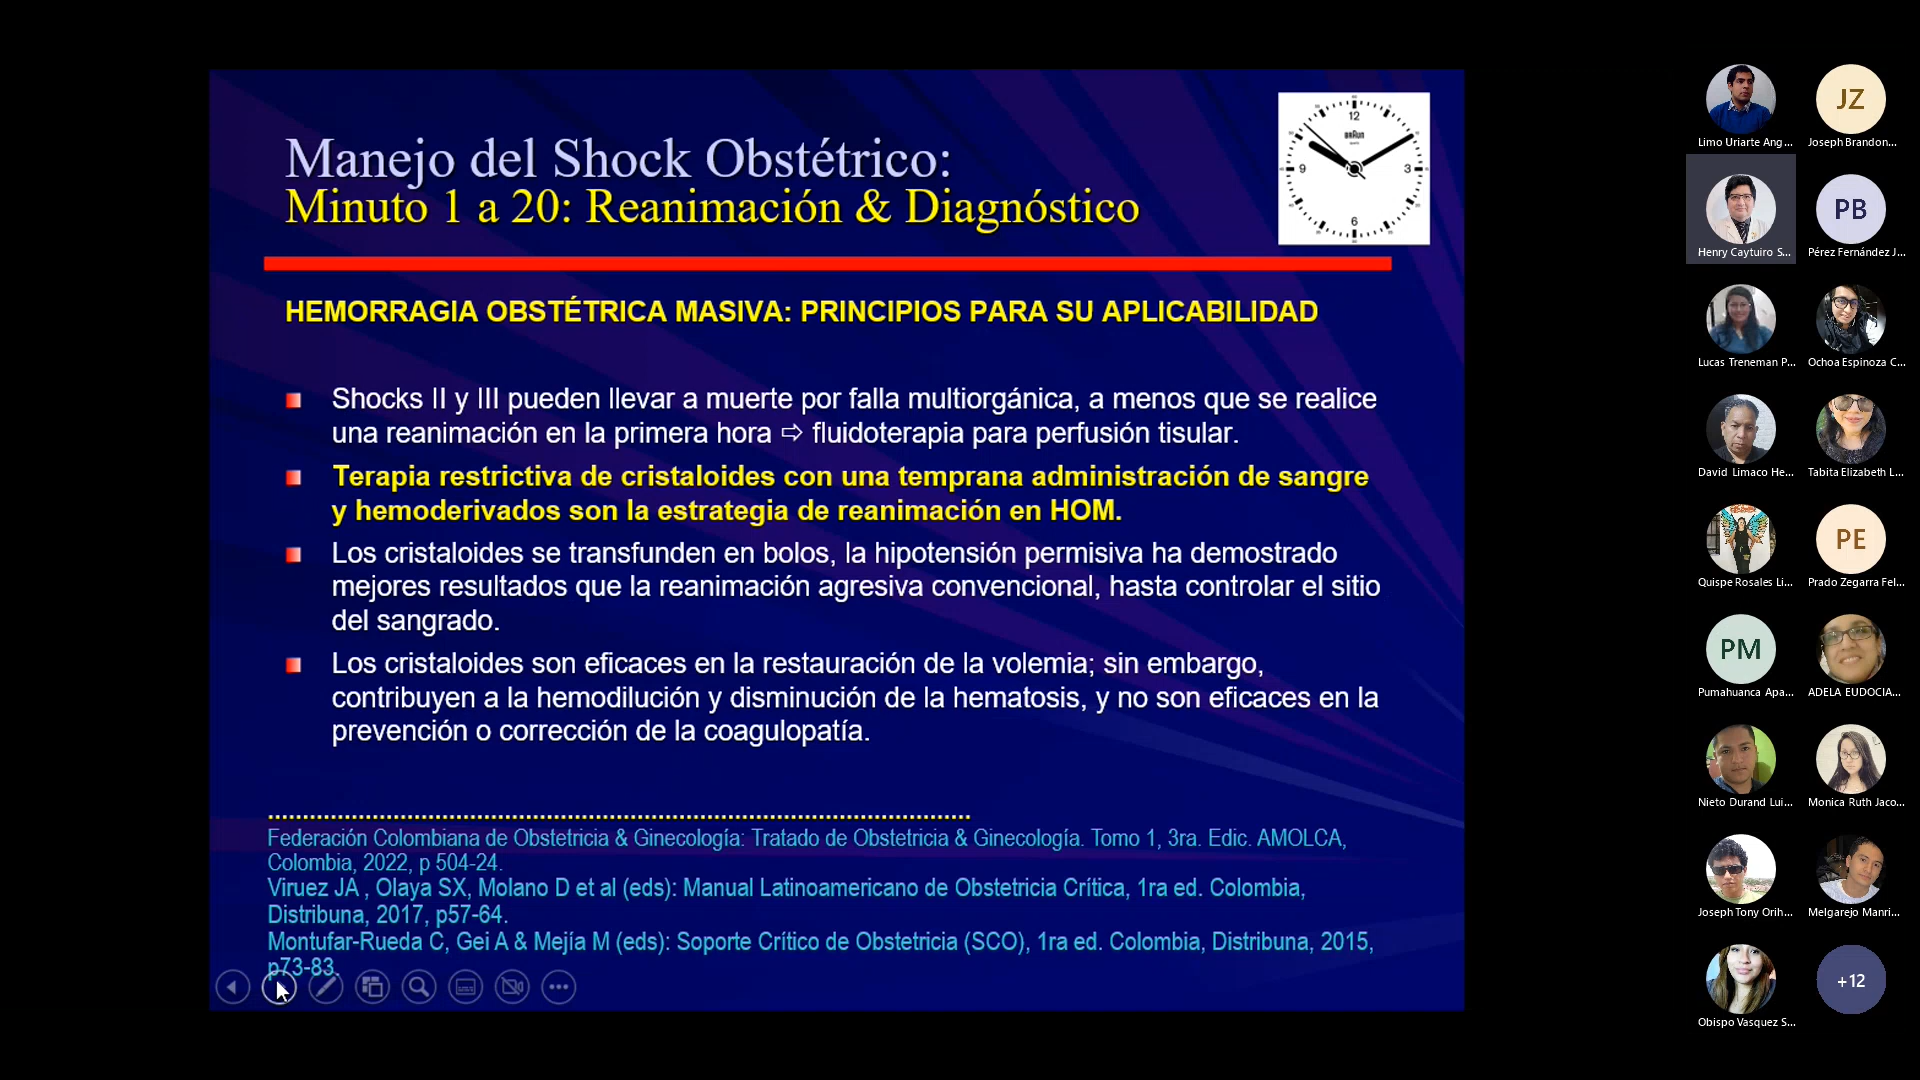 Manejo del Shock Obstétrico:
Minuto 1 a 20: Reanimación & Diagnóstico
12
BRAUN
9
3
6
HEMORRAGIA OBSTÉTRICA MASIVA: PRINCIPIOS PARA SU APLICABILIDAD
Shocks II y III pueden llevar a muerte por falla multiorgánica, a menos que se realice
una reanimación en la primera hora ⇨ fluidoterapia para perfusión tisular.
Terapia restrictiva de cristaloides con una temprana administración de sangre
y hemoderivados son la estrategia de reanimación en HOM.
Los cristaloides se transfunden en bolos, la hipotensión permisiva ha demostrado
mejores resultados que la reanimación agresiva convencional, hasta controlar el sitio
del sangrado.
Los cristaloides son eficaces en la restauración de la volemia; sin embargo,
contribuyen a la hemodilución y disminución de la hematosis, y no son eficaces en la
prevención o corrección de la coagulopatía.
Federación Colombiana de Obstetricia & Ginecología: Tratado de Obstetricia & Ginecología. Tomo 1, 3ra. Edic. AMOLCA,
Colombia, 2022, p 504-24.
Viruez JA , Olaya SX, Molano D et al (eds): Manual Latinoamericano de Obstetricia Crítica, 1ra ed. Colombia,
Distribuna, 2017, p57-64.
Montufar-Rueda C, Gei A & Mejía M (eds): Soporte Crítico de Obstetricia (SCO), 1ra ed. Colombia, Distribuna, 2015,
p73-83.
JZ
Limo Uriarte Ang...
Joseph Brandon...
PB
Henry Caytuiro S...
Pérez Fernández J...
Lucas Treneman P...
Ochoa Espinoza C...
David Limaco He...
Tabita Elizabeth L...
PE
Quispe Rosales Li...
Prado Zegarra Fel...
PM
Pumahuanca Apa...
ADELA EUDOCIA...
Nieto Durand Lui...
Monica Ruth Jaco...
Joseph Tony Orih...
Melgarejo Manri...
+12
Obispo Vasquez S...